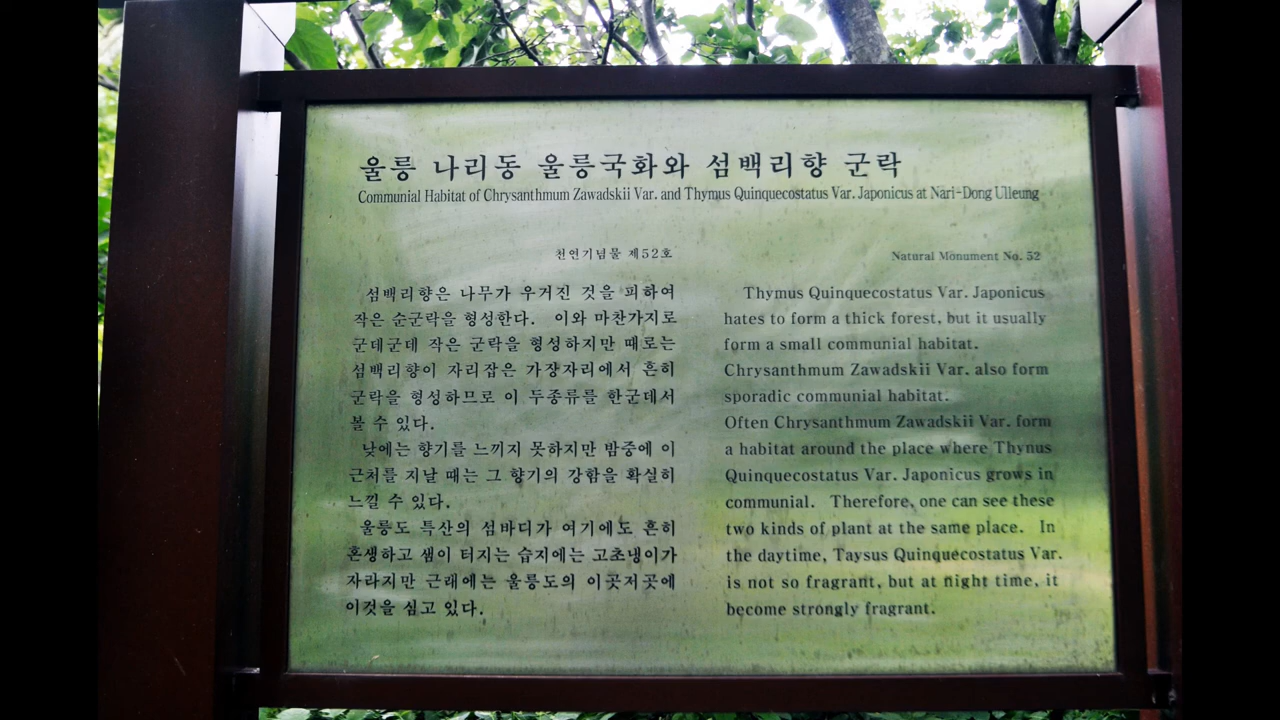 울릉 나리동 울릉국화와 섬백리향 군락
Communial Habitat of Chrysanthmum Zawadskii Var. and Thymus Quinquecostatus Var. Japonicus at Nari-Dong Ulleung
천연기념물 제52호
섬백리향은 나무가 우거진 것을 피하여
작은 순군락을 형성한다. 이와 마찬가지로
군데군데 작은 군락을 형성하지만 때로는
섬백리향이 자리잡은 가장자리에서 흔히
군락을 형성하므로 이 두종류를 한군데서
볼 수 있다.
낮에는 향기를 느끼지 못하지만 밤중에 이
근처를 지날 때는 그 향기의 강함을 확실히
느낄 수 있다.
울릉도 특산의 섬바디가 여기에도 흔히
혼생하고 샘이 터지는 습지에는 고초냉이가
자라지만 근래에는 울릉도의 이곳저곳에
이것을 심고 있다.
Natural Monument No. 52
Thymus Quinquecostatus Var. Japonicus
hates to form a thick forest, but it usually
form a small communial habitat.
Chrysanthmum Zawadskii Var. also form
sporadic communial habitat.
Often Chrysanthmum Zawadskii Var. form
a habitat around the place where Thynus
Quinquecostatus Var. Japonicus grows in
communial. Therefore, one can see these
two kinds of plant at the same place. In
the daytime, Taysus Quinquecostatus Var.
is not so fragrant, but at night time, it
become strongly fragrant.